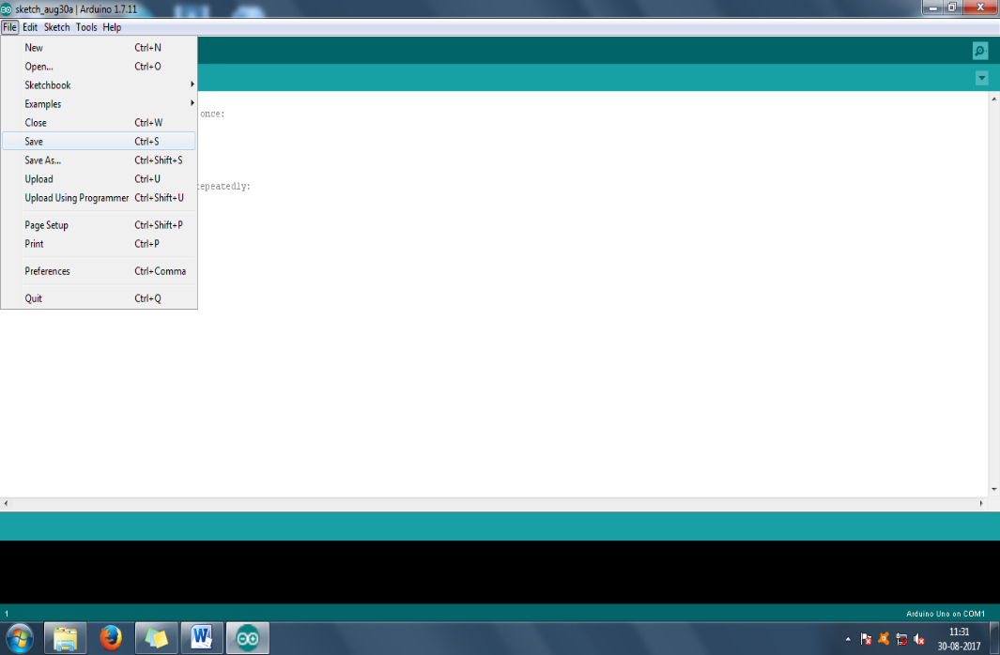 sketch_aug30a | Arduino 1.7.11
File Edit Sketch Tools Help
New Ctrl+N
Open... Ctrl+O
Sketchbook
Examples
Close Ctrl+W
Save Ctrl+S
Save As... Ctrl+Shift+S
Upload Ctrl+U
Upload Using Programmer Ctrl+Shift+U
Page Setup Ctrl+Shift+P
Print Ctrl+P
Preferences Ctrl+Comma
Quit Ctrl+Q
once:
repeatedly:
1
Arduino Uno on COM1
11:31
30-08-2017